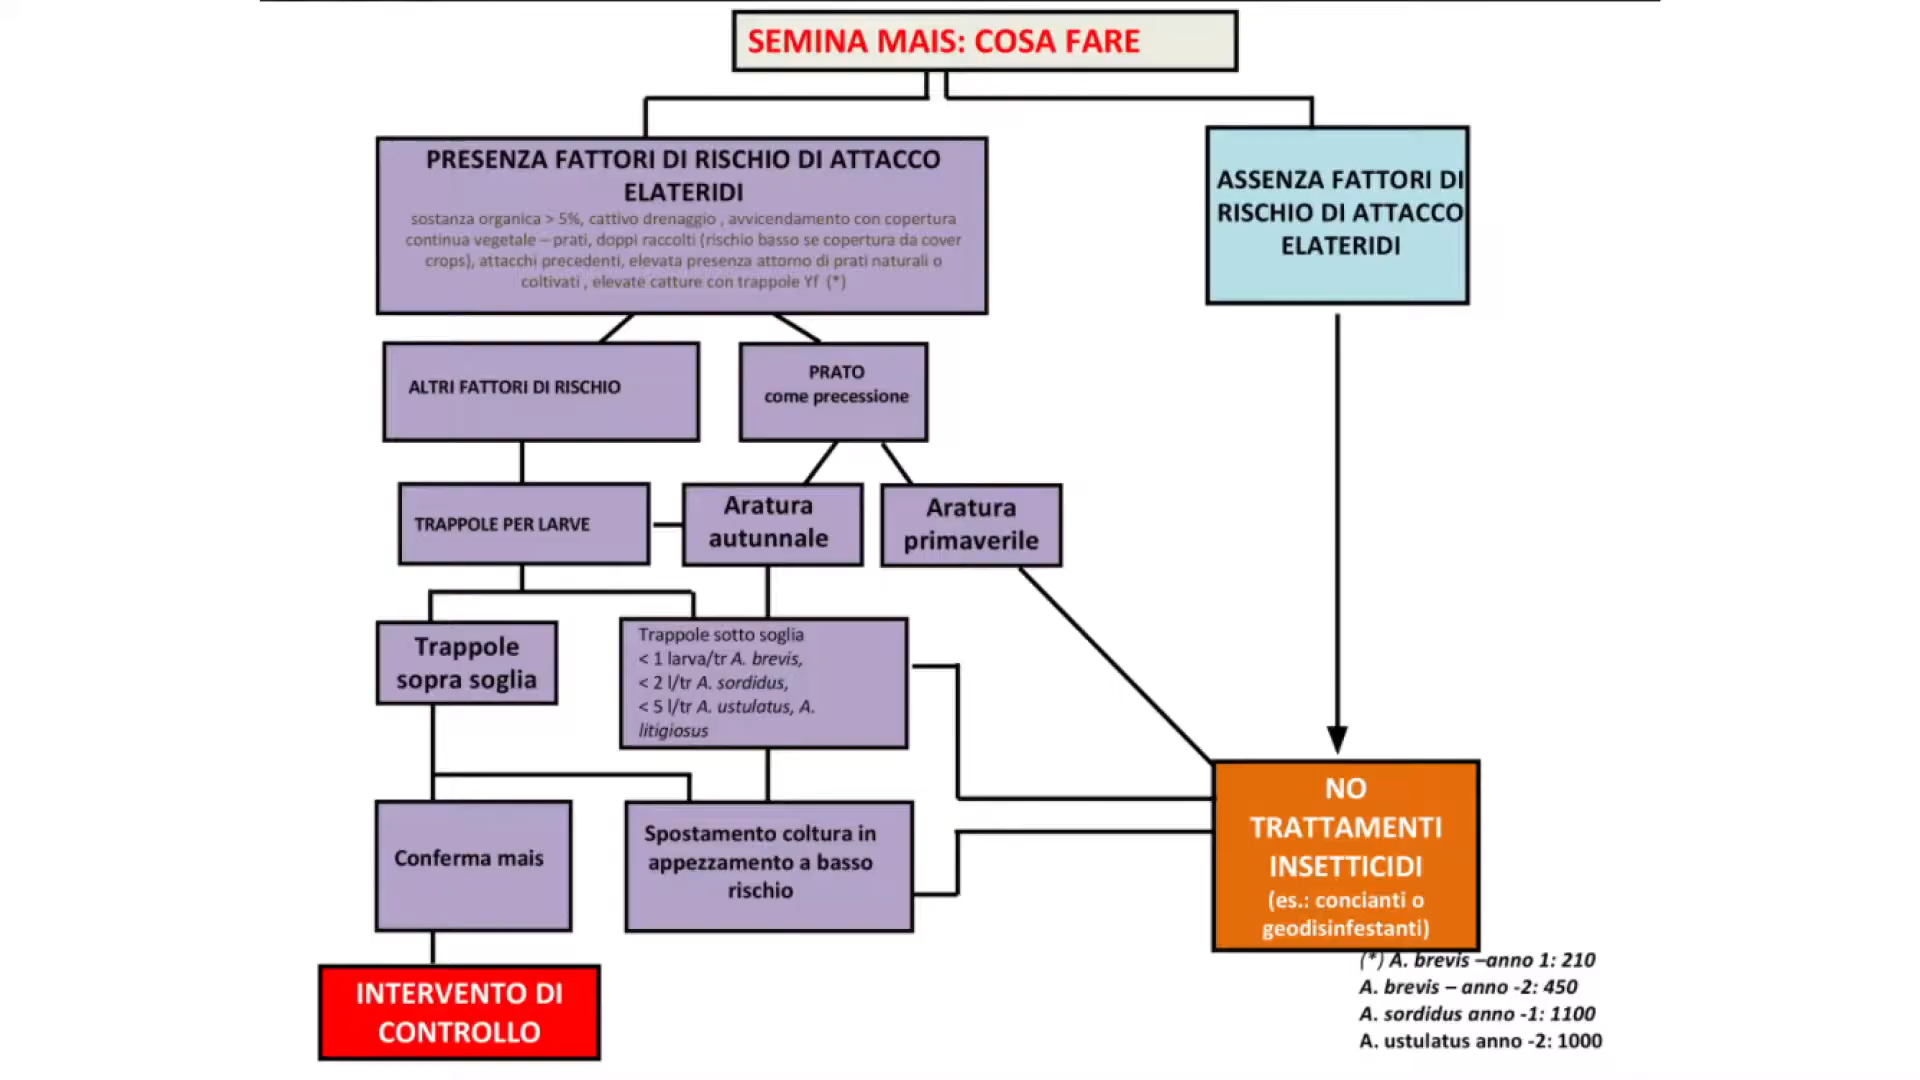 SEMINA MAIS: COSA FARE
PRESENZA FATTORI DI RISCHIO DI ATTACCO
ELATERIDI
sostanza organica > 5%, cattivo drenaggio , avvicendamento con copertura
continua vegetale – prati, doppi raccolti (rischio basso se copertura da cover
crops), attacchi precedenti, elevata presenza attorno di prati naturali o
coltivati , elevate catture con trappole Yf (*)
ASSENZA FATTORI DI
RISCHIO DI ATTACCO
ELATERIDI
ALTRI FATTORI DI RISCHIO
PRATO
come precessione
TRAPPOLE PER LARVE
Aratura
autunnale
Aratura
primaverile
Trappole
sopra soglia
Trappole sotto soglia
< 1 larva/tr A. brevis,
< 2 l/tr A. sordidus,
< 5 l/tr A. ustulatus, A.
litigiosus
Conferma mais
Spostamento coltura in
appezzamento a basso
rischio
NO
TRATTAMENTI
INSETTICIDI
(es.: concianti o
geodisinfestanti)
INTERVENTO DI
CONTROLLO
(*) A. brevis –anno 1: 210
A. brevis – anno -2: 450
A. sordidus anno -1: 1100
A. ustulatus anno -2: 1000